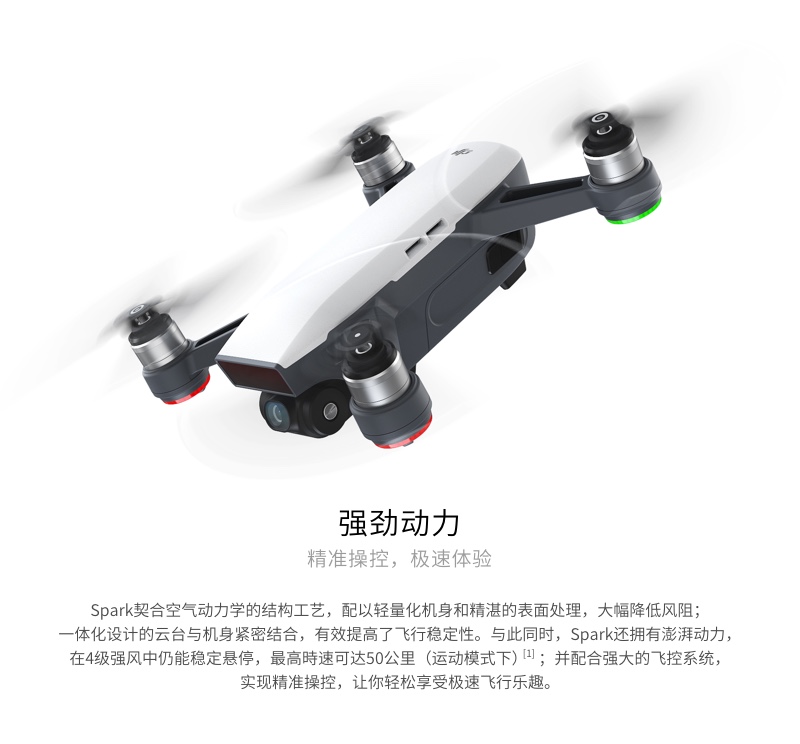 强劲动力
精准操控，极速体验
Spark契合空气动力学的结构工艺，配以轻量化机身和精湛的表面处理，大幅降低风阻；
一体化设计的云台与机身紧密结合，有效提高了飞行稳定性。与此同时，Spark还拥有澎湃动力，
在4级强风中仍能稳定悬停，最高時速可达50公里（运动模式下）[1]；并配合强大的飞控系统，
实现精准操控，让你轻松享受极速飞行乐趣。